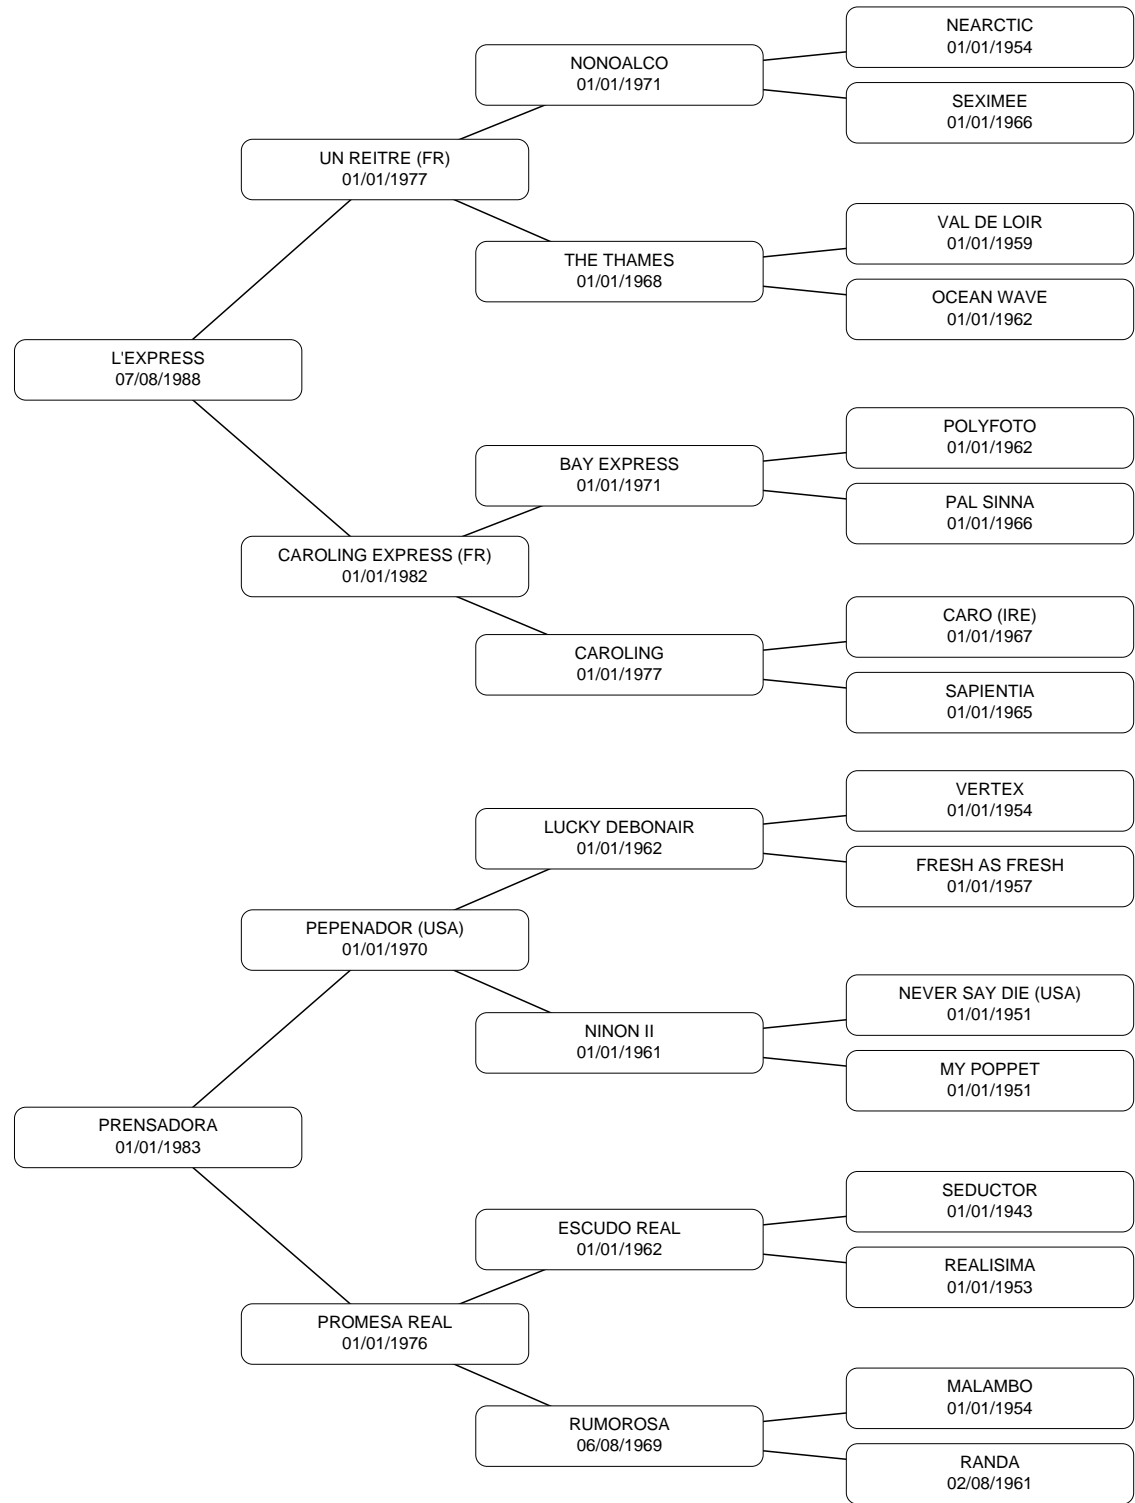 NEARCTIC
01/01/1954
NONOALCO
01/01/1971
SEXIMEE
01/01/1966
UN REITRE (FR)
01/01/1977
VAL DE LOIR
01/01/1959
THE THAMES
01/01/1968
OCEAN WAVE
01/01/1962
L'EXPRESS
07/08/1988
POLYFOTO
01/01/1962
BAY EXPRESS
01/01/1971
PAL SINNA
01/01/1966
CAROLING EXPRESS (FR)
01/01/1982
CARO (IRE)
01/01/1967
CAROLING
01/01/1977
SAPIENTIA
01/01/1965
VERTEX
01/01/1954
LUCKY DEBONAIR
01/01/1962
FRESH AS FRESH
01/01/1957
PEPENADOR (USA)
01/01/1970
NEVER SAY DIE (USA)
01/01/1951
NINON II
01/01/1961
MY POPPET
01/01/1951
PRENSADORA
01/01/1983
SEDUCTOR
01/01/1943
ESCUDO REAL
01/01/1962
REALISIMA
01/01/1953
PROMESA REAL
01/01/1976
MALAMBO
01/01/1954
RUMOROSA
06/08/1969
RANDA
02/08/1961